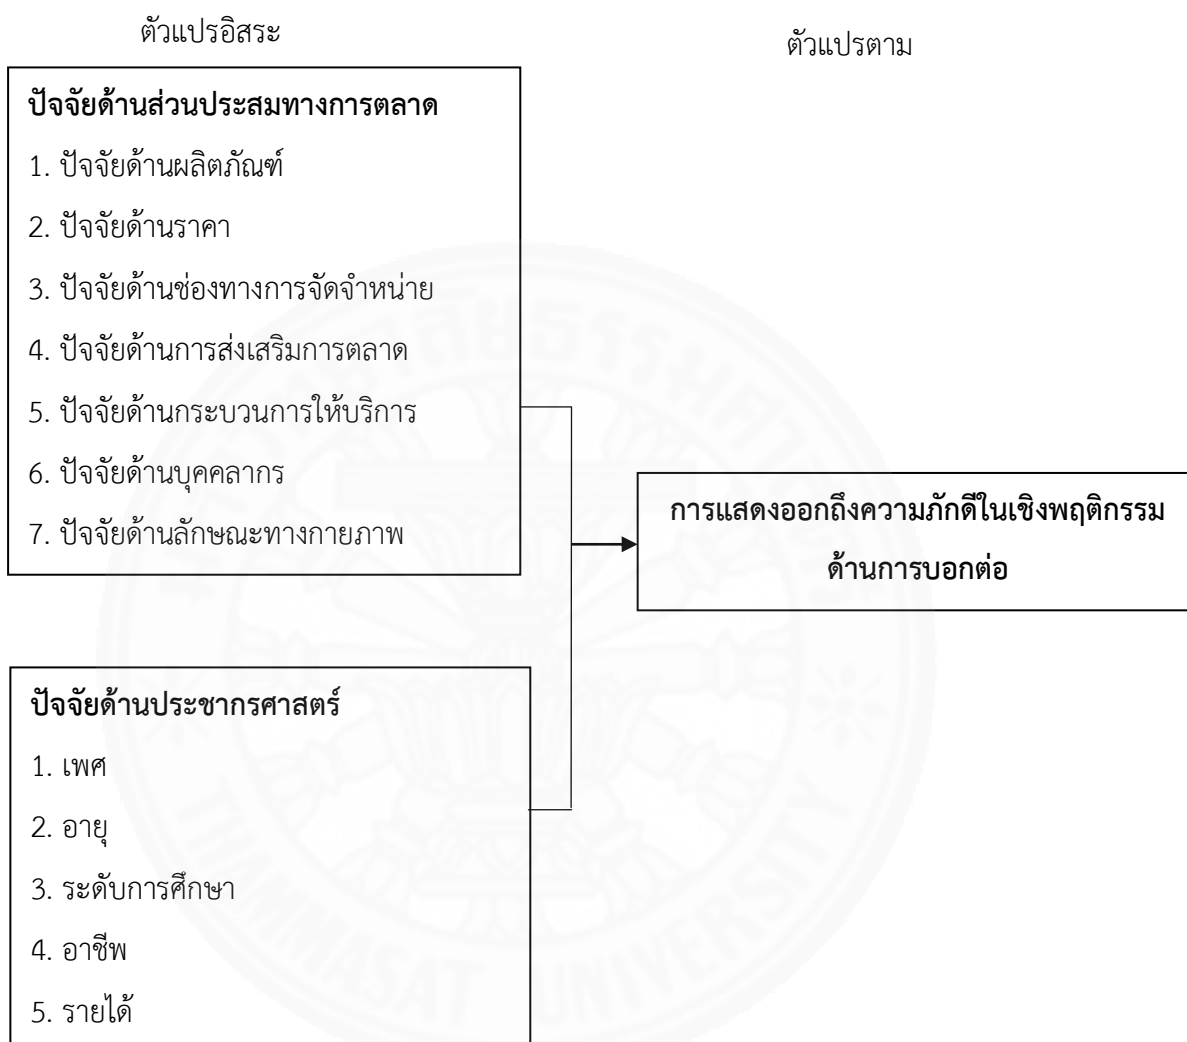 ตัวแปรอิสระ
ตัวแปรตาม
ปัจจัยด้านส่วนประสมทางการตลาด
1. ปัจจัยด้านผลิตภัณฑ์
2. ปัจจัยด้านราคา
3. ปัจจัยด้านช่องทางการจัดจำหน่าย
4. ปัจจัยด้านการส่งเสริมการตลาด
5. ปัจจัยด้านกระบวนการให้บริการ
6. ปัจจัยด้านบุคคลากร
7. ปัจจัยด้านลักษณะทางกายภาพ
การแสดงออกถึงความภักดีในเชิงพฤติกรรม
ด้านการบอกต่อ
ปัจจัยด้านประชากรศาสตร์
1. เพศ
2. อายุ
3. ระดับการศึกษา
4. อาชีพ
5. รายได้
THAMMASAT UNIVERSITY